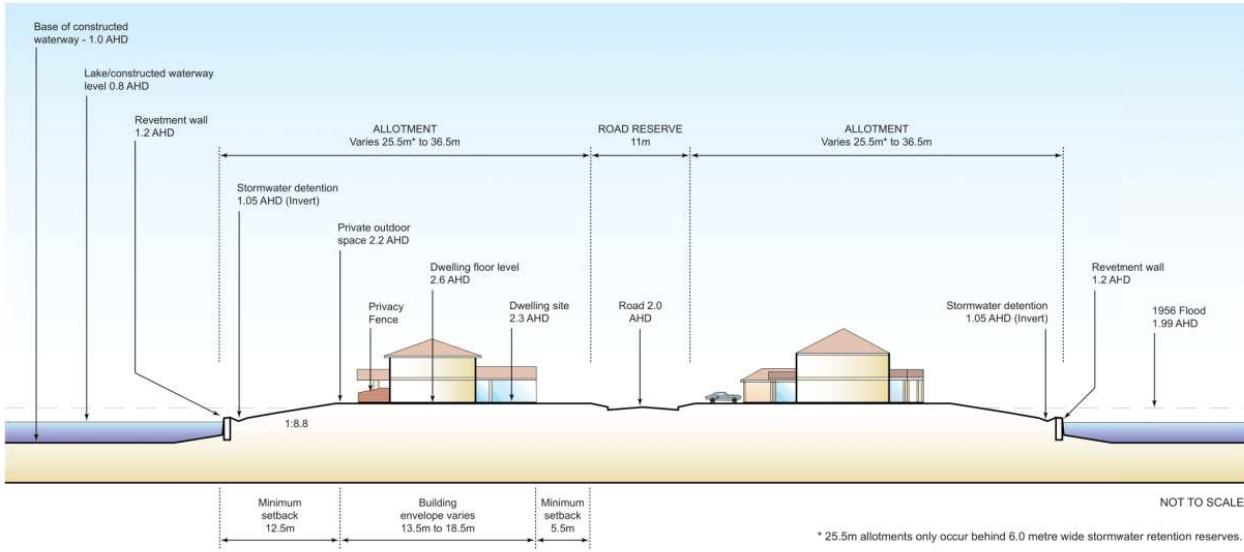 Base of constructed
waterway - 1.0 AHD
Lake/constructed waterway
level 0.8 AHD
Revetment wall
1.2 AHD
ALLOTMENT
Varies 25.5m* to 36.5m
ROAD RESERVE
11m
ALLOTMENT
Varies 25.5m* to 36.5m
Stormwater detention
1.05 AHD (Invert)
Private outdoor
space 2.2 AHD
Dwelling floor level
2.6 AHD
Privacy
Fence
Dwelling site
2.3 AHD
Road 2.0
AHD
Stormwater detention
1.05 AHD (Invert)
Revetment wall
1.2 AHD
1956 Flood
1.99 AHD
1:8.8
Minimum
setback
12.5m
Building
envelope varies
13.5m to 18.5m
Minimum
setback
5.5m
NOT TO SCALE
* 25.5m allotments only occur behind 6.0 metre wide stormwater retention reserves.